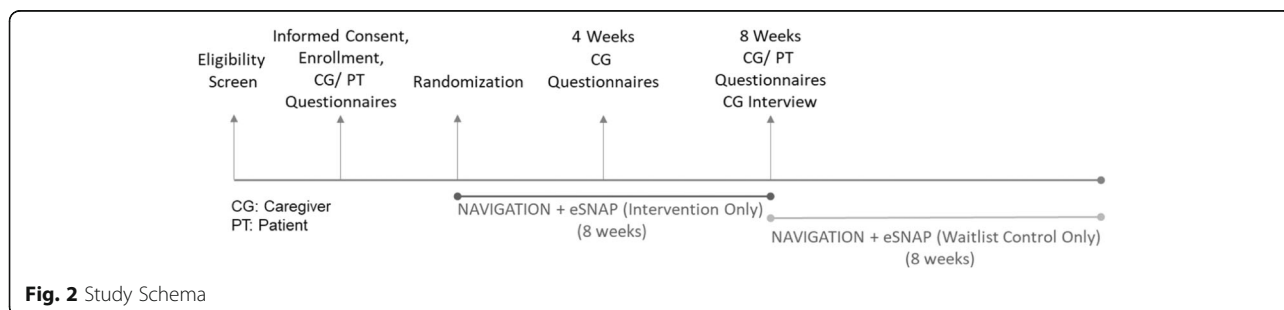 Eligibility
Screen
Informed Consent,
Enrollment,
CG/ PT
Questionnaires
Randomization
4 Weeks
CG
Questionnaires
8 Weeks
CG/ PT
Questionnaires
CG Interview
CG: Caregiver
PT: Patient
NAVIGATION + eSNAP (Intervention Only)
(8 weeks)
NAVIGATION + eSNAP (Waitlist Control Only)
(8 weeks)
Fig. 2 Study Schema